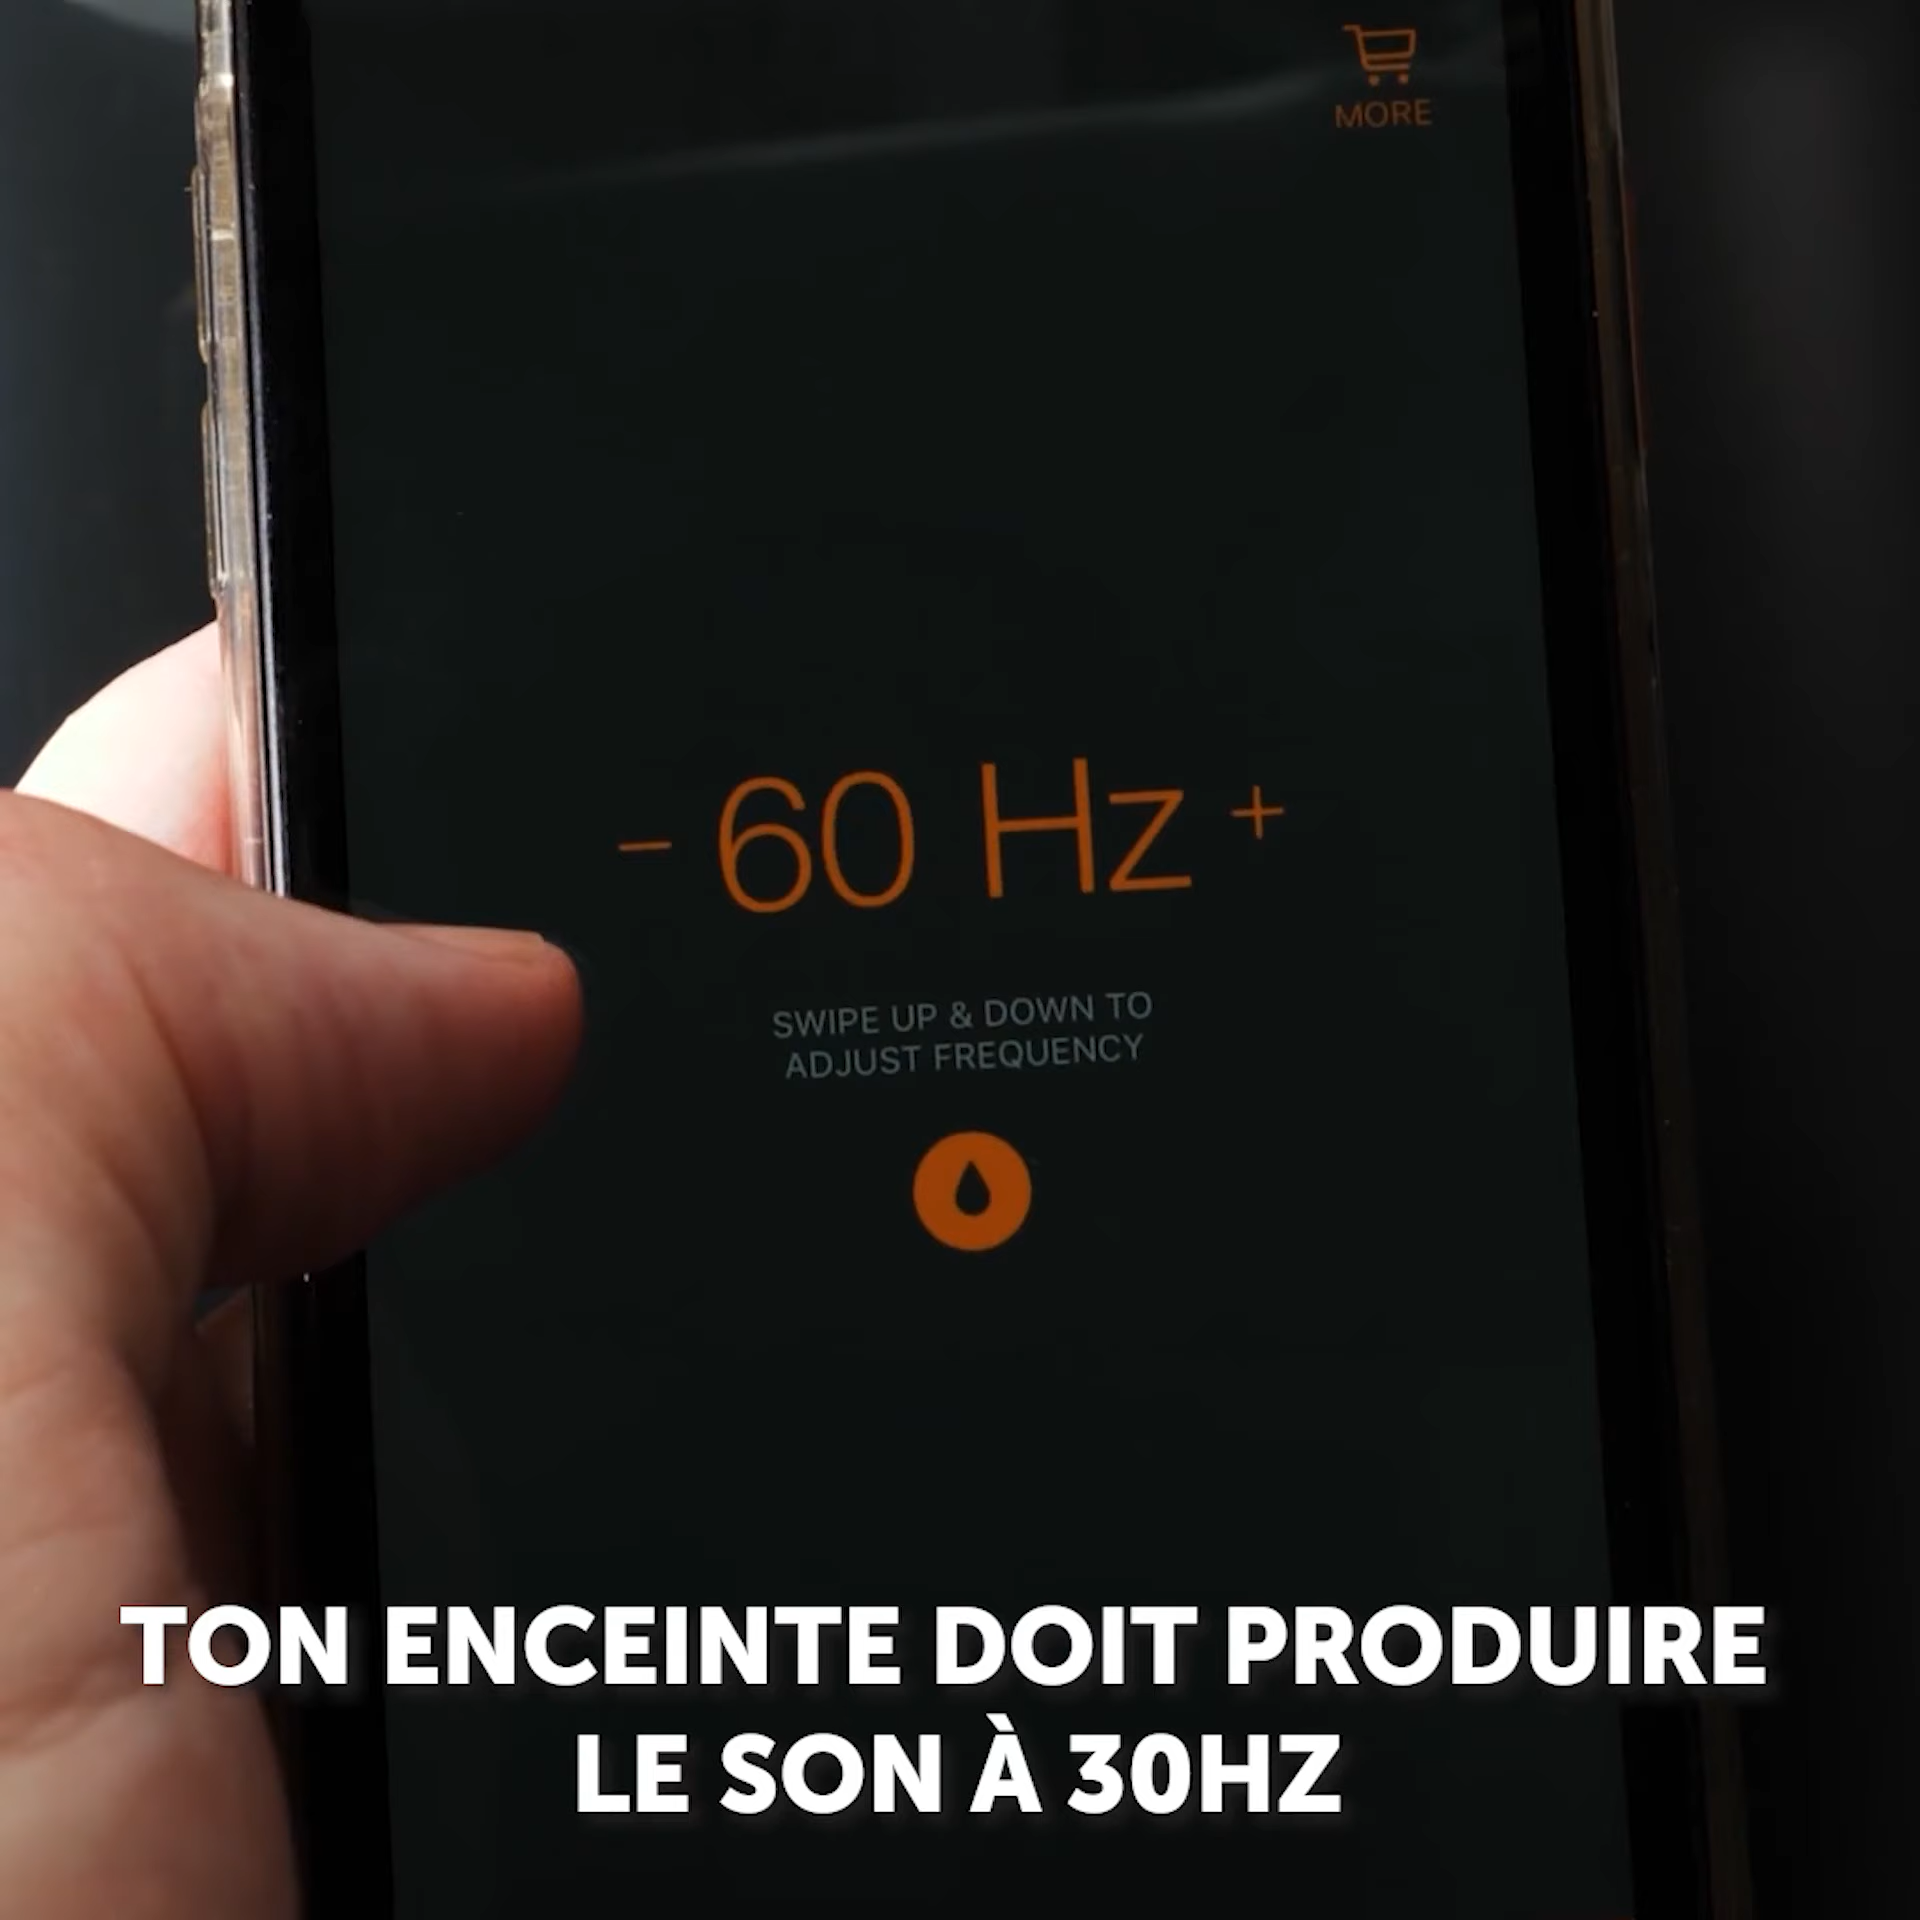 MORE
- 60 Hz +
SWIPE UP & DOWN TO
ADJUST FREQUENCY
TON ENCEINTE DOIT PRODUIRE
LE SON À 30HZ